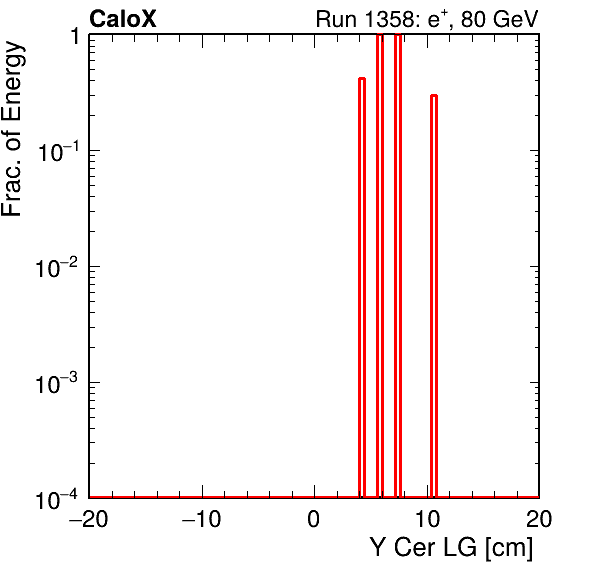 CaloX Run 1358: e⁺, 80 GeV
Frac. of Energy
1
10⁻¹
10⁻²
10⁻³
10⁻⁴
−20 −10 0 10 20
Y Cer LG [cm]